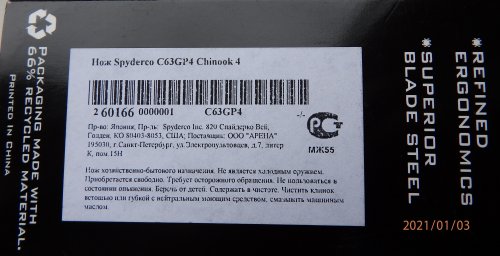 PACKAGING MADE WITH
66% RECYCLED MATERIAL.
PRINTED IN CHINA
Нож Spyderco C63GP4 Chinook 4
2 60166 0000001 C63GP4 -/-
Пр-во: Япония, Пр-ль: Spyderco Inc. 820 Спайдерко Вей,
Голден, КО 80403-8053, США; Поставщик: ООО "АРЕНА"
195030, г.Санкт-Петербург, ул.Электропультовцев, д.7, литер
К, пом.15Н
МЖ55
Нож хозяйственно-бытового назначения. Не является холодным оружием.
Приобретается свободно. Требует осторожного обращения. Не пользоваться в
состоянии опьянения. Беречь от детей. Содержать в чистоте. Чистить клинок
ветошью или губкой с нейтральным моющим средством, смазывать машинным
маслом.
REFINED
ERGONOMICS
SUPERIOR
BLADE STEEL
2021/01/03